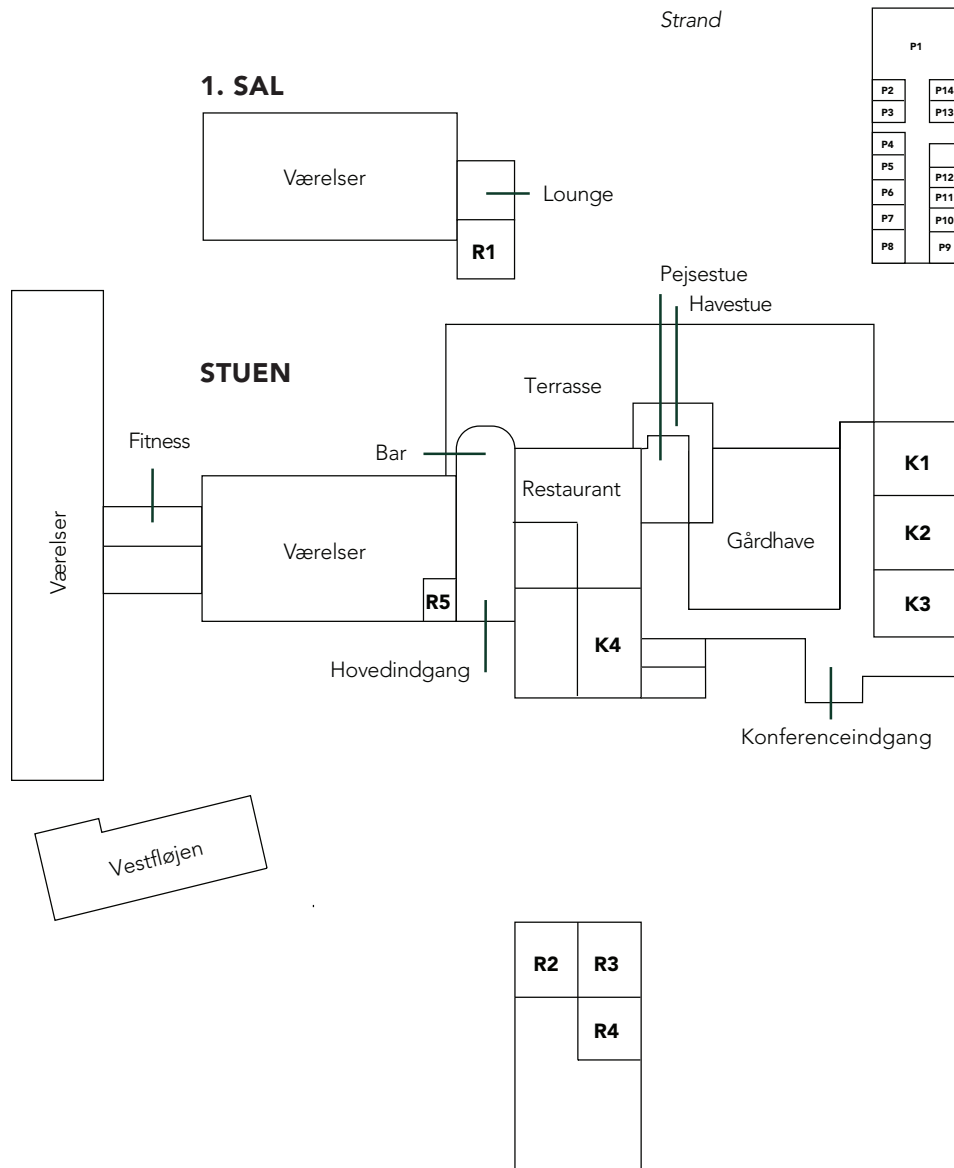 Strand
P1
1. SAL
P2
P14
P3
P13
P4
P5
Værelser
P12
P6
Lounge
P11
P7
P10
R1
P8
P9
Pejsestue
Havestue
STUEN
Terrasse
Fitness
Bar
K1
Restaurant
Værelser
Værelser
Gårdhave
K2
R5
K3
K4
Hovedindgang
Konferenceindgang
Vestfløjen
R2
R3
R4